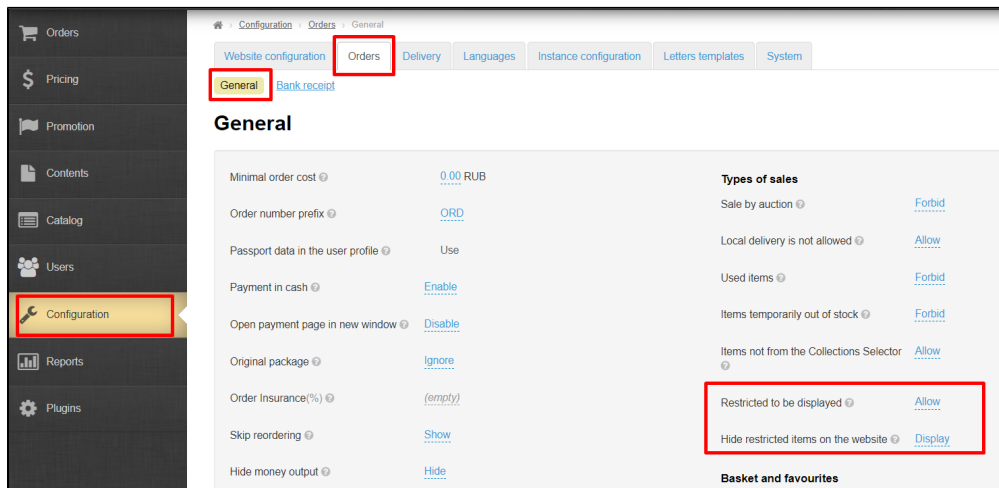 Orders
Pricing
Promotion
Contents
Catalog
Users
Configuration
Reports
Plugins
Configuration › Orders › General
Website configuration Orders Delivery Languages Instance configuration Letters templates System
General Bank receipt
General
Minimal order cost ? 0.00 RUB
Order number prefix ? ORD
Passport data in the user profile ? Use
Payment in cash ? Enable
Open payment page in new window ? Disable
Original package ? Ignore
Order Insurance(%) ? (empty)
Skip reordering ? Show
Hide money output ? Hide
Types of sales
Sale by auction ? Forbid
Local delivery is not allowed ? Allow
Used items ? Forbid
Items temporarily out of stock ? Forbid
Items not from the Collections Selector Allow
?
Restricted to be displayed ? Allow
Hide restricted items on the website ? Display
Basket and favourites